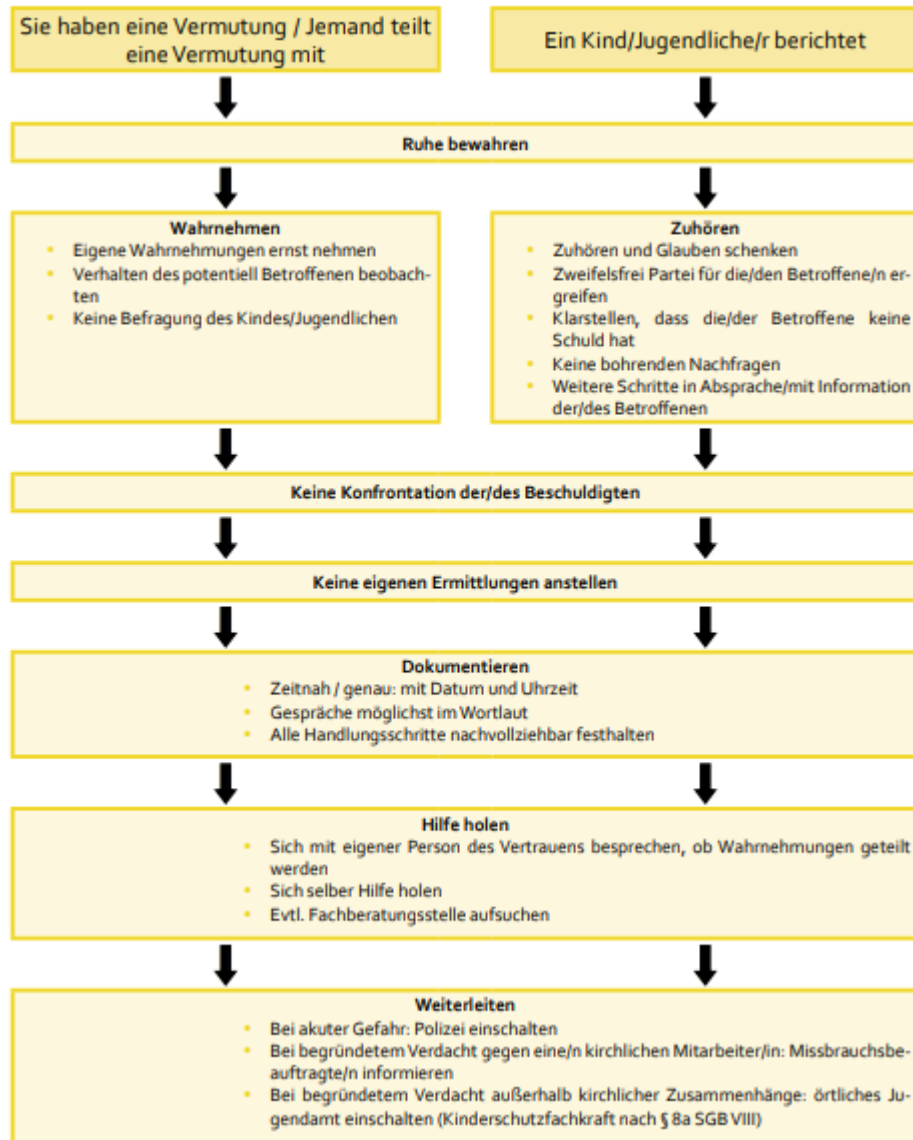 Sie haben eine Vermutung / Jemand teilt
eine Vermutung mit
Ein Kind/Jugendliche/r berichtet
Ruhe bewahren
Wahrnehmen
• Eigene Wahrnehmungen ernst nehmen
• Verhalten des potentiell Betroffenen beobach-
ten
• Keine Befragung des Kindes/Jugendlichen
Zuhören
• Zuhören und Glauben schenken
• Zweifelsfrei Partei für die/den Betroffene/n er-
greifen
• Klarstellen, dass die/der Betroffene keine
Schuld hat
• Keine bohrenden Nachfragen
• Weitere Schritte in Absprache/mit Information
der/des Betroffenen
Keine Konfrontation der/des Beschuldigten
Keine eigenen Ermittlungen anstellen
Dokumentieren
• Zeitnah / genau: mit Datum und Uhrzeit
• Gespräche möglichst im Wortlaut
• Alle Handlungsschritte nachvollziehbar festhalten
Hilfe holen
• Sich mit eigener Person des Vertrauens besprechen, ob Wahrnehmungen geteilt
werden
• Sich selber Hilfe holen
• Evtl. Fachberatungsstelle aufsuchen
Weiterleiten
• Bei akuter Gefahr: Polizei einschalten
• Bei begründetem Verdacht gegen eine/n kirchlichen Mitarbeiter/in: Missbrauchsbe-
auftragte/n informieren
• Bei begründetem Verdacht außerhalb kirchlicher Zusammenhänge: örtliches Ju-
gendamt einschalten (Kinderschutzfachkraft nach § 8a SGB VIII)